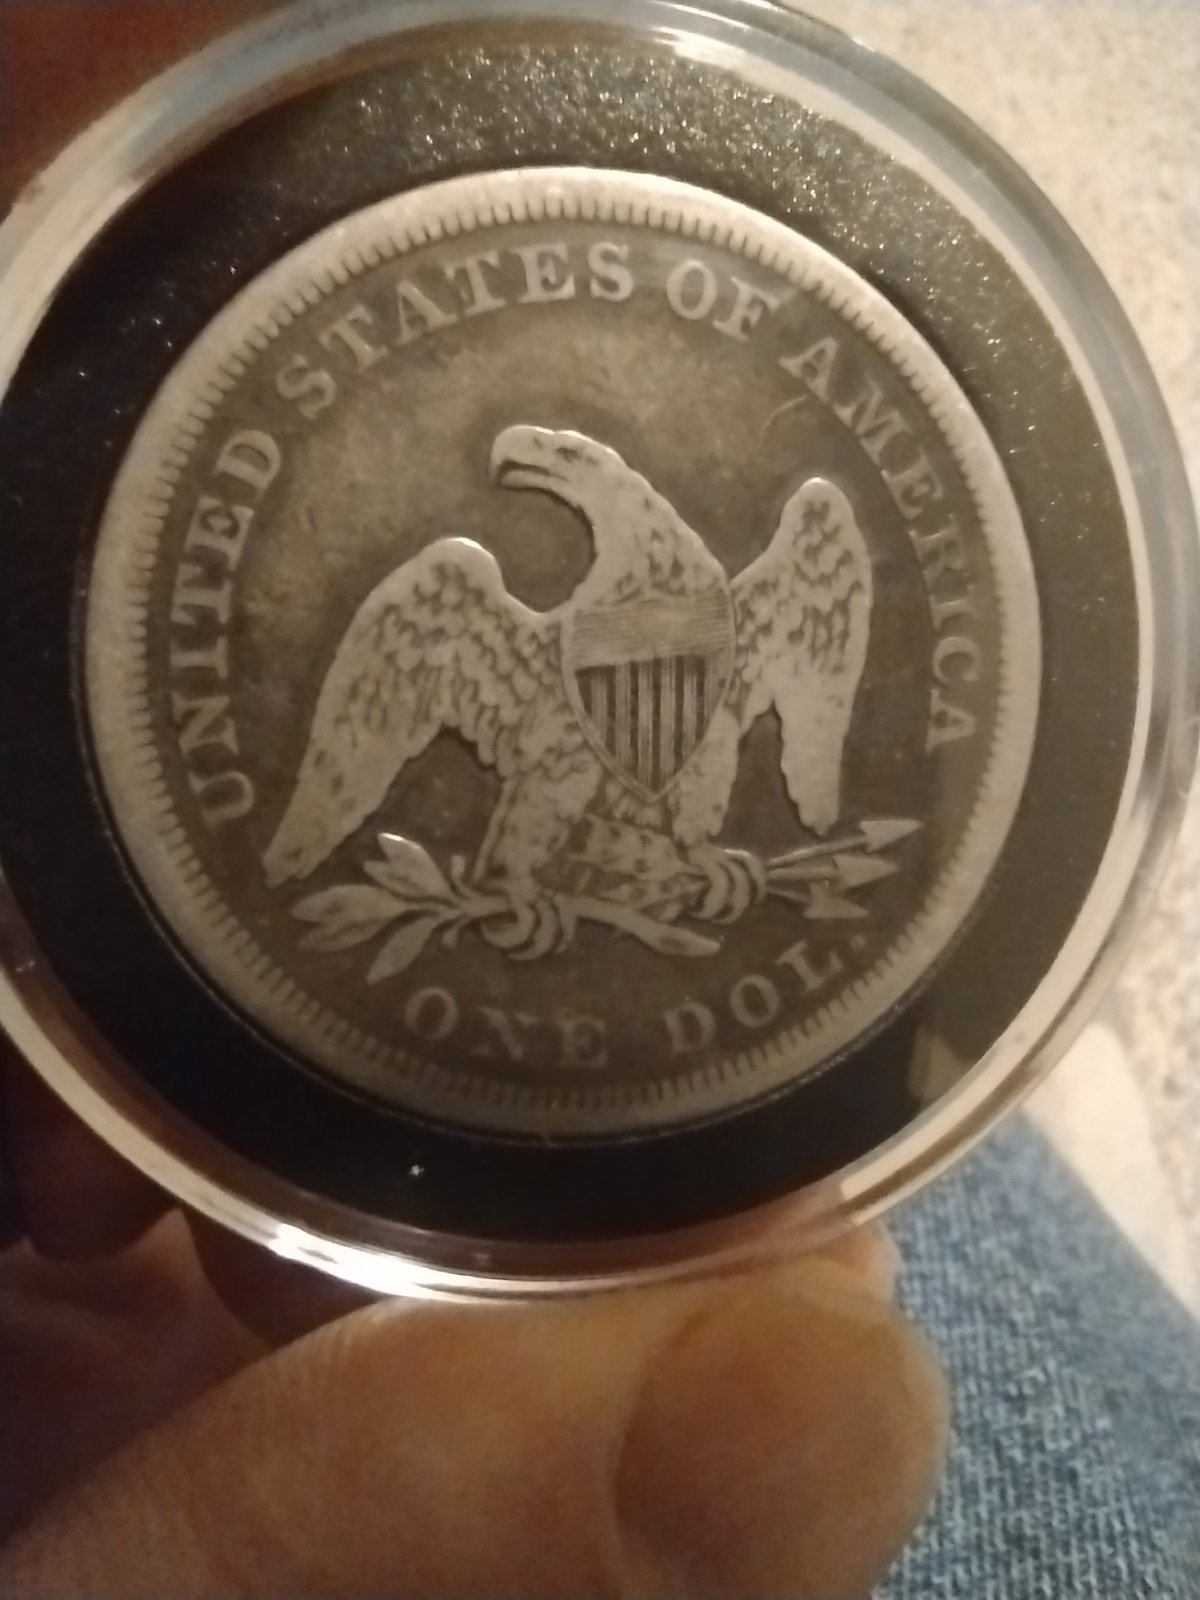 UNITED STATES OF AMERICA
ONE DOL.